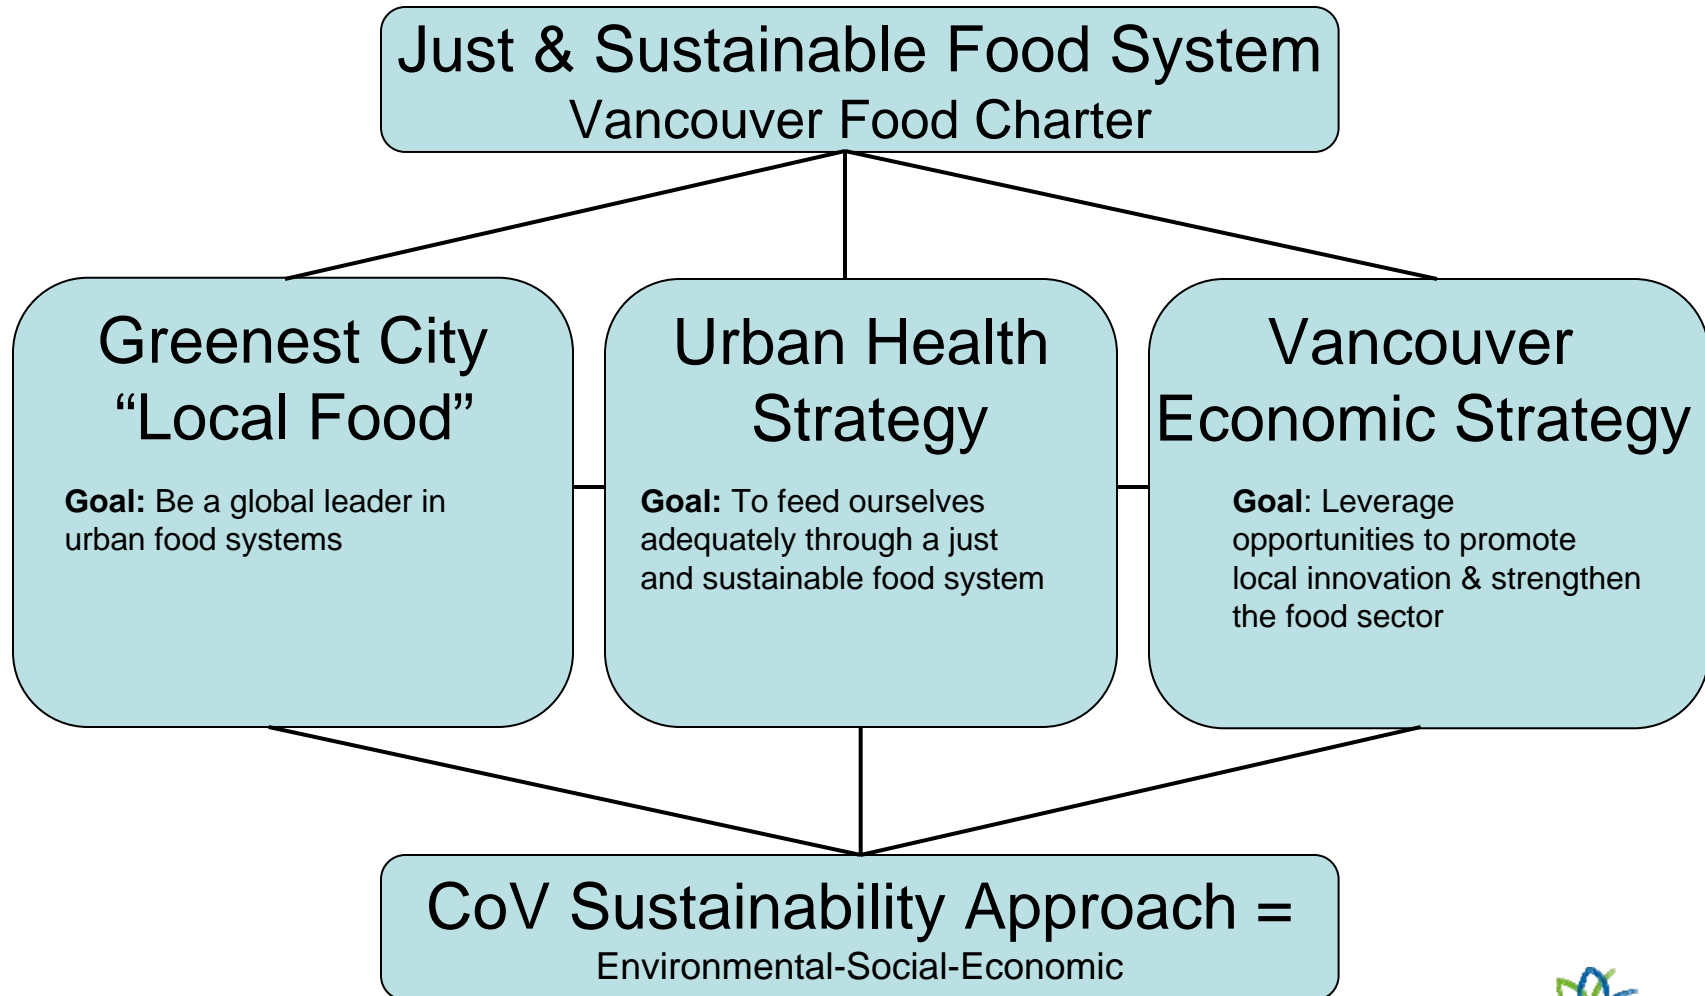 Just & Sustainable Food System
Vancouver Food Charter
Greenest City
“Local Food”
Goal: Be a global leader in
urban food systems
Urban Health
Strategy
Goal: To feed ourselves
adequately through a just
and sustainable food system
Vancouver
Economic Strategy
Goal: Leverage
opportunities to promote
local innovation & strengthen
the food sector
CoV Sustainability Approach =
Environmental-Social-Economic